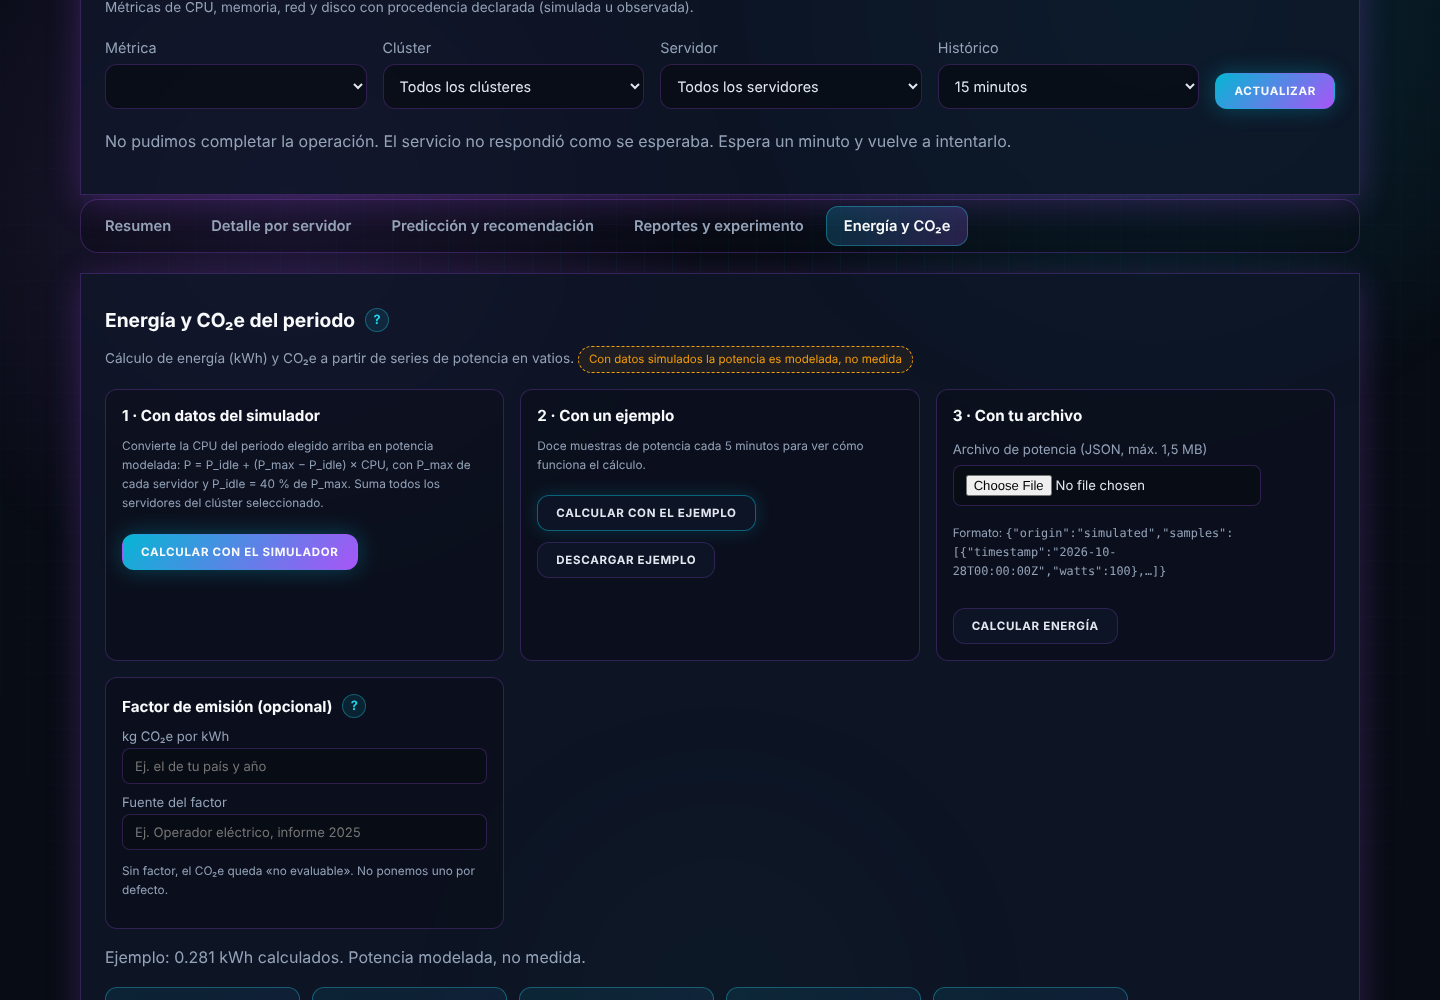 Métricas de CPU, memoria, red y disco con procedencia declarada (simulada u observada).
Métrica
Clúster
Servidor
Histórico
Todos los clústeres
Todos los servidores
15 minutos
ACTUALIZAR
No pudimos completar la operación. El servicio no respondió como se esperaba. Espera un minuto y vuelve a intentarlo.
Resumen
Detalle por servidor
Predicción y recomendación
Reportes y experimento
Energía y CO₂e
Energía y CO₂e del periodo
?
Cálculo de energía (kWh) y CO₂e a partir de series de potencia en vatios.
Con datos simulados la potencia es modelada, no medida
1 · Con datos del simulador
Convierte la CPU del periodo elegido arriba en potencia
modelada: P = P_idle + (P_max − P_idle) × CPU, con P_max de
cada servidor y P_idle = 40 % de P_max. Suma todos los
servidores del clúster seleccionado.
CALCULAR CON EL SIMULADOR
2 · Con un ejemplo
Doce muestras de potencia cada 5 minutos para ver cómo
funciona el cálculo.
CALCULAR CON EL EJEMPLO
DESCARGAR EJEMPLO
3 · Con tu archivo
Archivo de potencia (JSON, máx. 1,5 MB)
Choose File No file chosen
Formato: {"origin":"simulated","samples":
[{"timestamp":"2026-10-
28T00:00:00Z","watts":100},…]}
CALCULAR ENERGÍA
Factor de emisión (opcional)
?
kg CO₂e por kWh
Ej. el de tu país y año
Fuente del factor
Ej. Operador eléctrico, informe 2025
Sin factor, el CO₂e queda «no evaluable». No ponemos uno por
defecto.
Ejemplo: 0.281 kWh calculados. Potencia modelada, no medida.